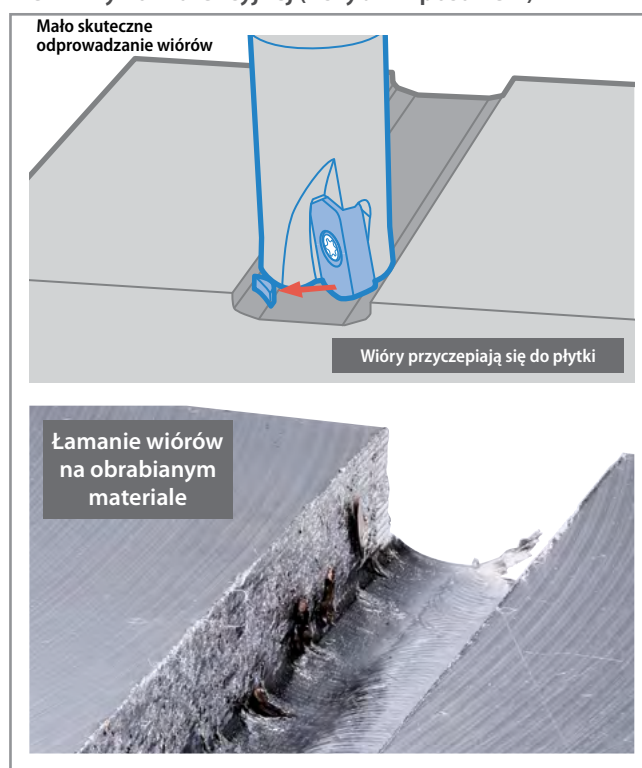 Mało skuteczne
odprowadzanie wiórów
Wióry przyczepiają się do płytki
Łamanie wiórów
na obrabianym
materiale